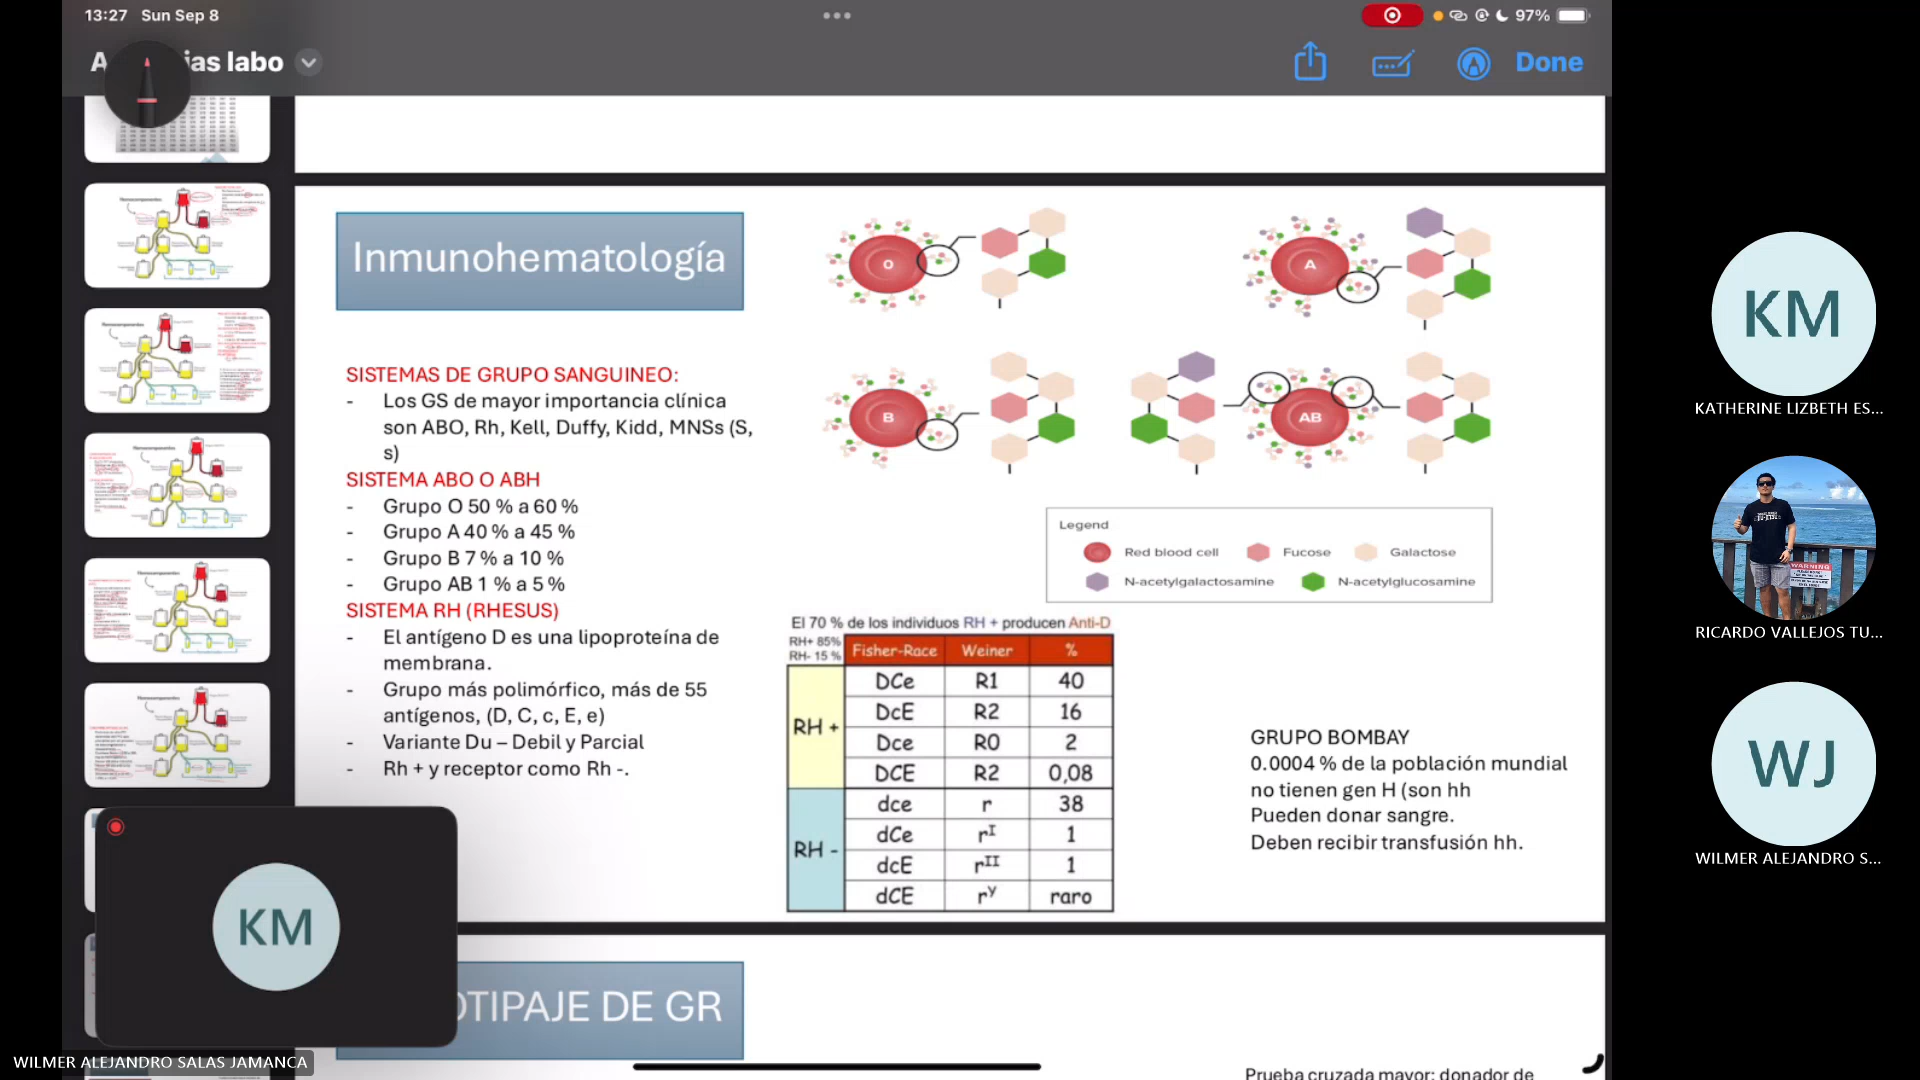 13:27 Sun Sep 8
97%
ias labo
Done
Inmunohematología
SISTEMAS DE GRUPO SANGUINEO:
- Los GS de mayor importancia clínica
son ABO, Rh, Kell, Duffy, Kidd, MNSs (S,
s)
SISTEMA ABO O ABH
- Grupo O 50 % a 60 %
- Grupo A 40 % a 45 %
- Grupo B 7 % a 10 %
- Grupo AB 1 % a 5 %
SISTEMA RH (RHESUS)
- El antígeno D es una lipoproteína de
membrana.
- Grupo más polimórfico, más de 55
antígenos, (D, C, c, E, e)
- Variante Du – Debil y Parcial
- Rh + y receptor como Rh -.
O
A
B
AB
Legend
Red blood cell Fucose Galactose
N-acetylgalactosamine N-acetylglucosamine
El 70 % de los individuos RH + producen Anti-D
RH+ 85%
RH- 15 %
Fisher-Race Weiner %
RH +
DCe R1 40
DcE R2 16
Dce R0 2
DCE R2 0,08
RH -
dce r 38
dCe rI 1
dcE rII 1
dCE ry raro
GRUPO BOMBAY
0.0004 % de la población mundial
no tienen gen H (son hh
Pueden donar sangre.
Deben recibir transfusión hh.
OTIPAJE DE GR
Prueba cruzada mayor: donador de
KM
WILMER ALEJANDRO SALAS JAMANCA
KM
KATHERINE LIZBETH ES...
WARNING
RICARDO VALLEJOS TU...
WJ
WILMER ALEJANDRO S...